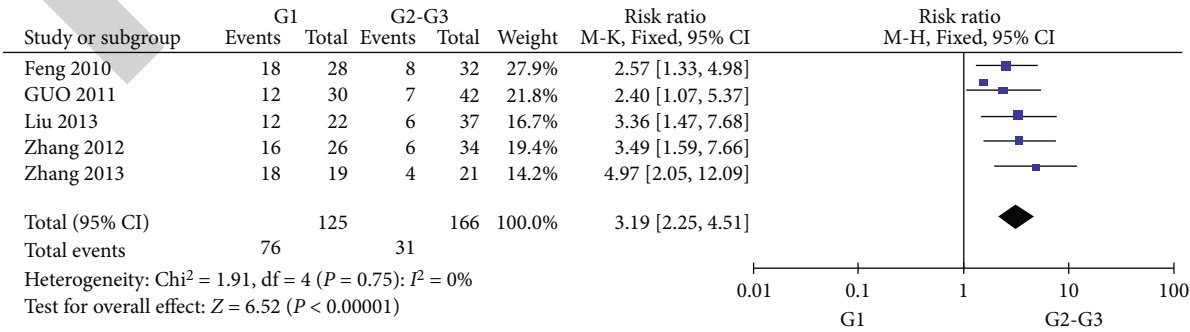 G1 G2-G3 Risk ratio Risk ratio
Study or subgroup Events Total Events Total Weight M-K, Fixed, 95% CI M-H, Fixed, 95% CI
Feng 2010 18 28 8 32 27.9% 2.57 [1.33, 4.98]
GUO 2011 12 30 7 42 21.8% 2.40 [1.07, 5.37]
Liu 2013 12 22 6 37 16.7% 3.36 [1.47, 7.68]
Zhang 2012 16 26 6 34 19.4% 3.49 [1.59, 7.66]
Zhang 2013 18 19 4 21 14.2% 4.97 [2.05, 12.09]
Total (95% CI) 125 166 100.0% 3.19 [2.25, 4.51]
Total events 76 31
Heterogeneity: Chi² = 1.91, df = 4 (P = 0.75): I² = 0%
Test for overall effect: Z = 6.52 (P < 0.00001)
0.01 0.1 1 10 100
G1 G2-G3